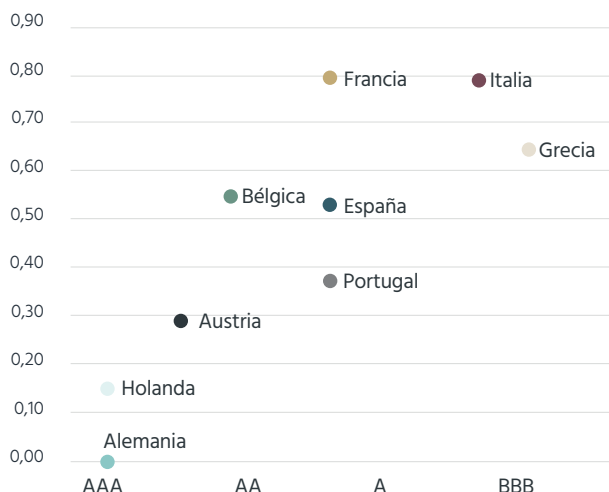 0,90
0,80
Francia
Italia
0,70
Grecia
0,60
Bélgica
España
0,50
0,40
Portugal
0,30
Austria
0,20
Holanda
0,10
Alemania
0,00
AAA AA A BBB